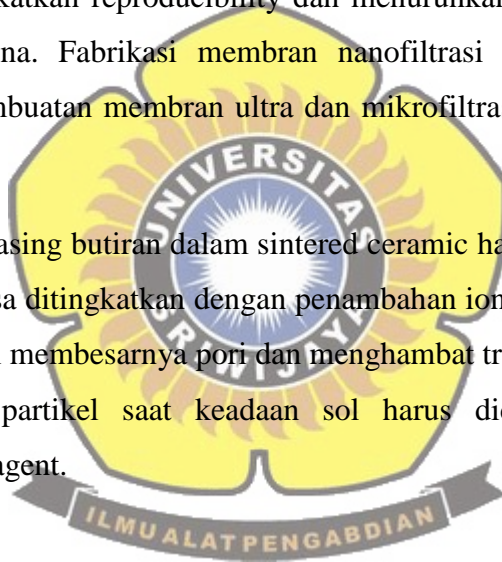 katkan reproducibility dan menurunkan
na. Fabrikasi membran nanofiltrasi
mbuatan membran ultra dan mikrofiltra
UNIVERSITAS
asing butiran dalam sintered ceramic ha
sa ditingkatkan dengan penambahan ion
membesarnya pori dan menghambat tr
SRIWIJAYA
partikel saat keadaan sol harus di
agent.
ILMU ALAT PENGABDIAN